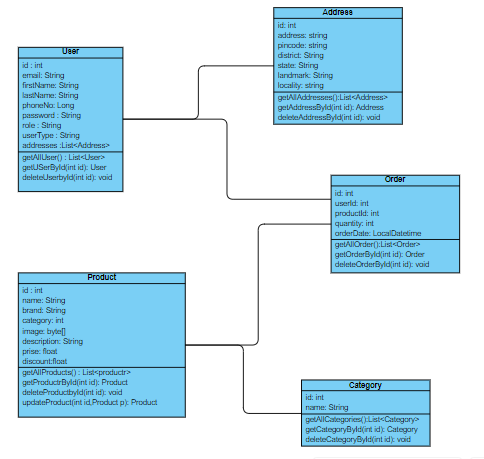 Address
id: int
address: string
pincode: string
district: String
state: String
landmark: String
locality: string
getAllAddresses():List<Address>
getAddressById(int id): Address
deleteAddressById(int id): void
User
id : int
email: String
firstName: String
lastName: String
phoneNo: Long
password : String
role : String
userType : String
addresses :List<Address>
getAllUser() : List<User>
getUSerById(int id): User
deleteUserbyId(int id): void
Order
id: int
userId: int
productId: int
quantity: int
orderDate: LocalDatetime
getAllOrder():List<Order>
getOrderById(int id): Order
deleteOrderById(int id): void
Product
id : int
name: String
brand: String
category: int
image: byte[]
description: String
prise: float
discount:float
getAllProducts() : List<productr>
getProductrById(int id): Product
deleteProductbyId(int id): void
updateProduct(int id,Product p): Product
Category
id: int
name: String
getAllCategories():List<Category>
getCategoryById(int id): Category
deleteCategoryById(int id): void